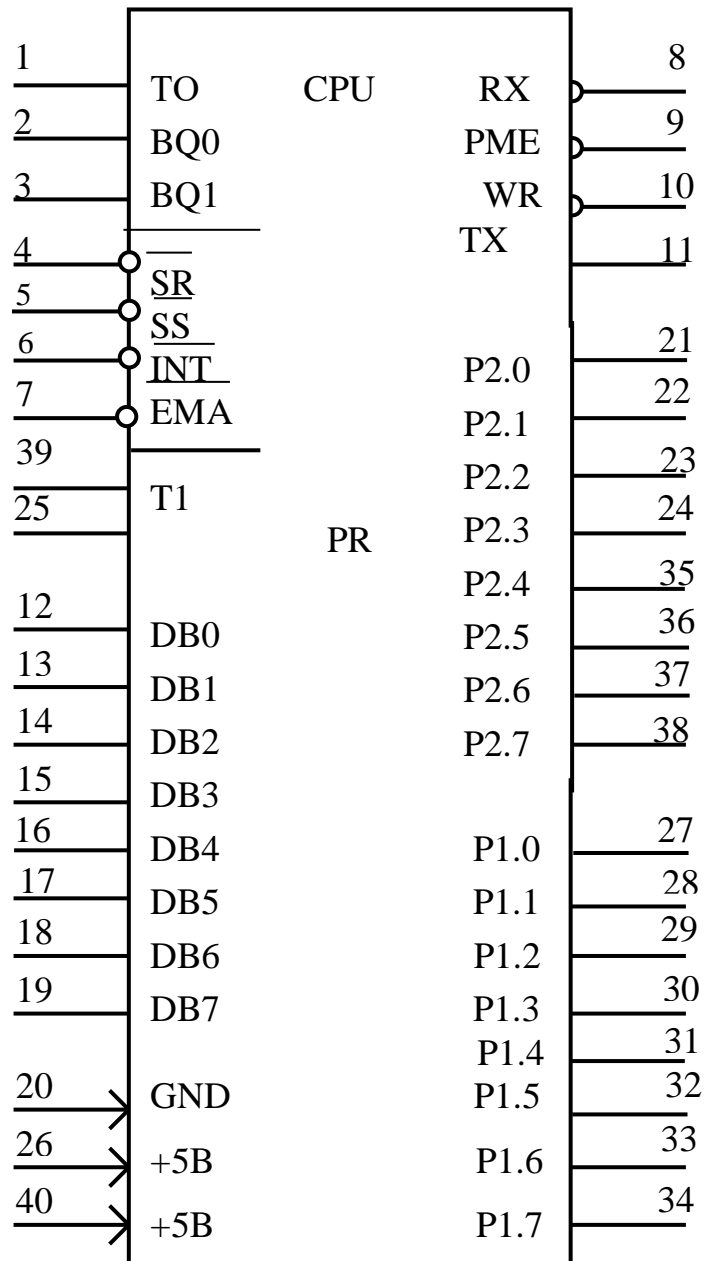 1 TO CPU RX 8
2 BQ0 PME 9
3 BQ1 WR 10
4 SR TX 11
5 SS
6 INT P2.0 21
7 EMA P2.1 22
39 T1 P2.2 23
25 PR P2.3 24
P2.4 35
12 DB0 P2.5 36
13 DB1 P2.6 37
14 DB2 P2.7 38
15 DB3
16 DB4 P1.0 27
17 DB5 P1.1 28
18 DB6 P1.2 29
19 DB7 P1.3 30
P1.4 31
20 GND P1.5 32
26 +5B P1.6 33
40 +5B P1.7 34